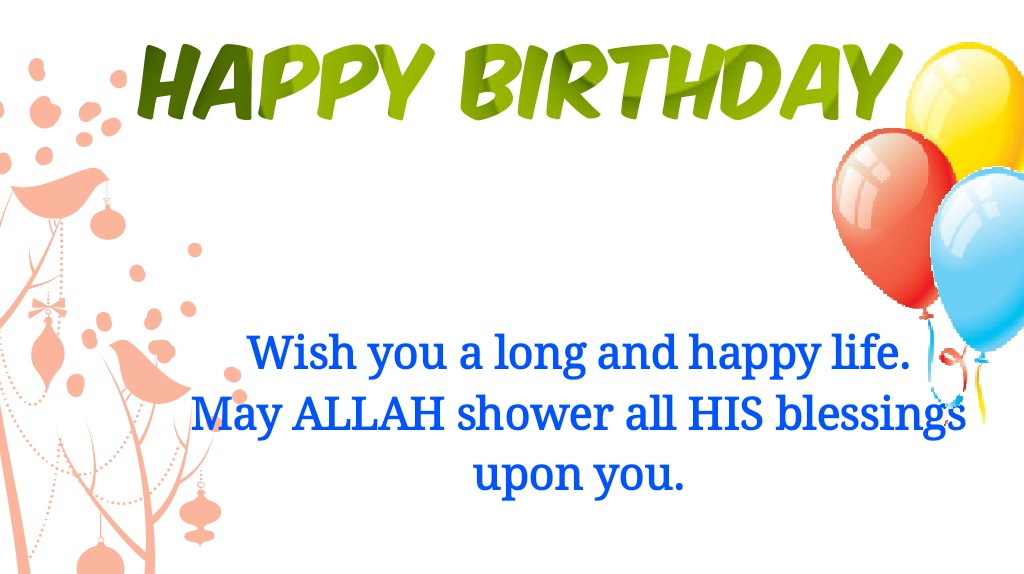 HAPPY BIRTHDAY
Wish you a long and happy life.
May ALLAH shower all HIS blessings
upon you.